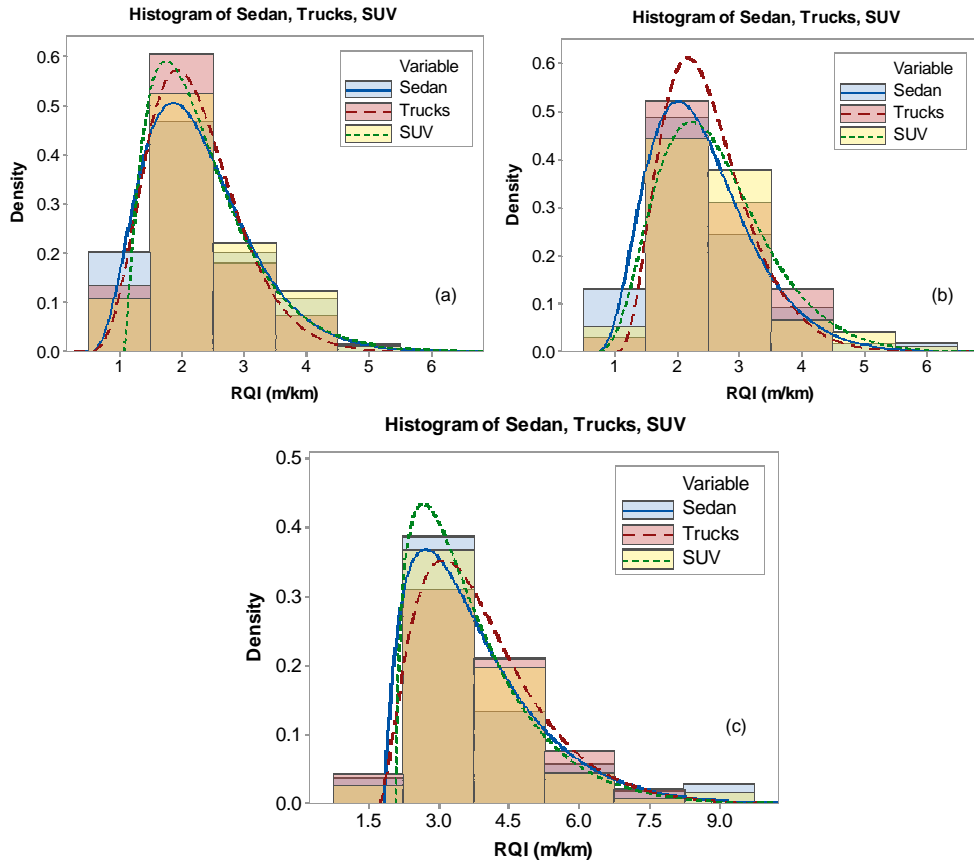 Histogram of Sedan, Trucks, SUV
0.6
0.5
0.4
0.3
0.2
0.1
0.0
Density
1 2 3 4 5 6
RQI (m/km)
Variable
Sedan
Trucks
SUV
(a)
Histogram of Sedan, Trucks, SUV
0.6
0.5
0.4
0.3
0.2
0.1
0.0
Density
1 2 3 4 5 6
RQI (m/km)
Variable
Sedan
Trucks
SUV
(b)
Histogram of Sedan, Trucks, SUV
0.5
0.4
0.3
0.2
0.1
0.0
Density
1.5 3.0 4.5 6.0 7.5 9.0
RQI (m/km)
Variable
Sedan
Trucks
SUV
(c)